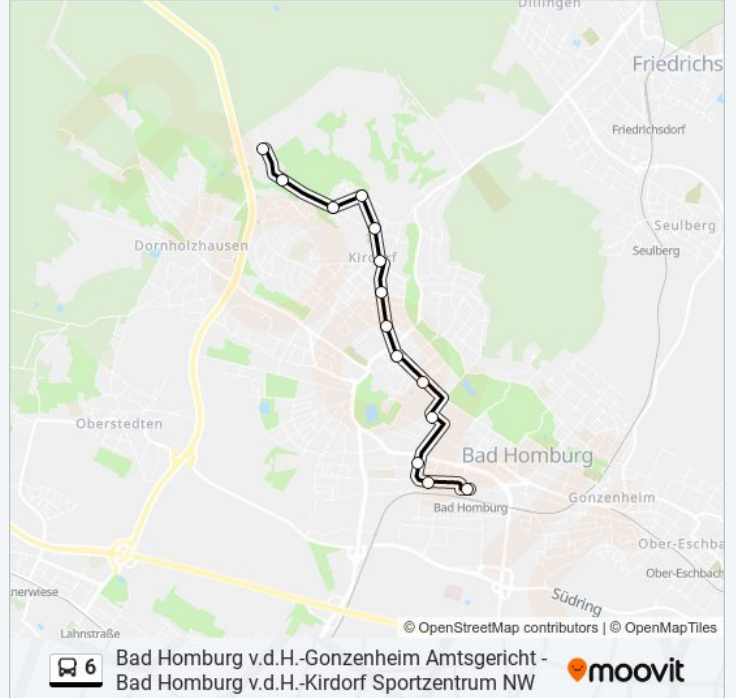 Dillingen
Friedrichs
Friedrichsdorf
Seulberg
Seulberg
Dornholzhausen
Kirdorf
Oberstedten
Bad Homburg
Gonzenheim
Bad Homburg
Ober-Eschba
Ober-Eschbach
nerwiese
Südring
Lahnstraße
© OpenStreetMap contributors | © OpenMapTiles
6
Bad Homburg v.d.H.-Gonzenheim Amtsgericht -
Bad Homburg v.d.H.-Kirdorf Sportzentrum NW
moovit